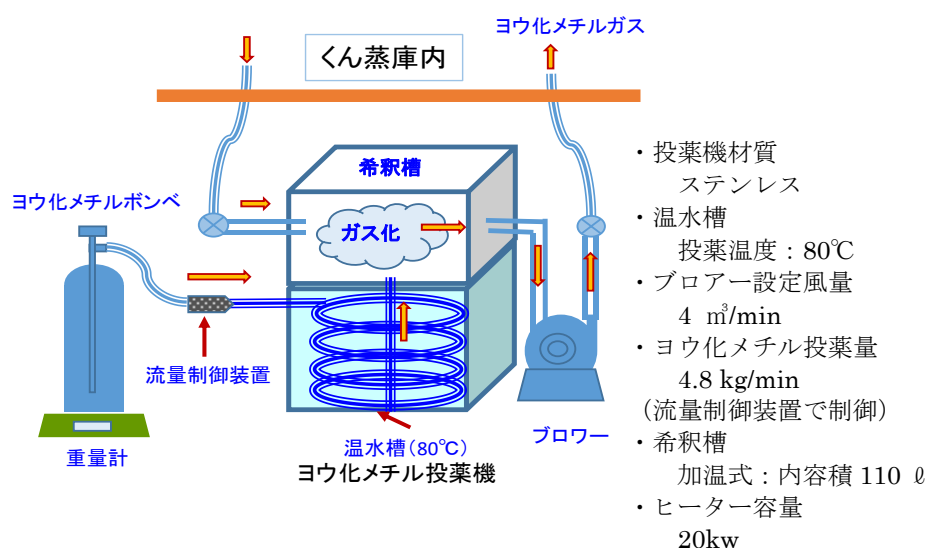 ヨウ化メチルガス
くん蒸庫内
希釈槽
ヨウ化メチルボンベ
ガス化
流量制御装置
重量計
温水槽(80℃)
ヨウ化メチル投薬機
ブロワー
・投薬機材質
ステンレス
・温水槽
投薬温度：80℃
・ブロアー設定風量
4 ㎥/min
・ヨウ化メチル投薬量
4.8 kg/min
(流量制御装置で制御)
・希釈槽
加温式：内容積 110 ℓ
・ヒーター容量
20kw